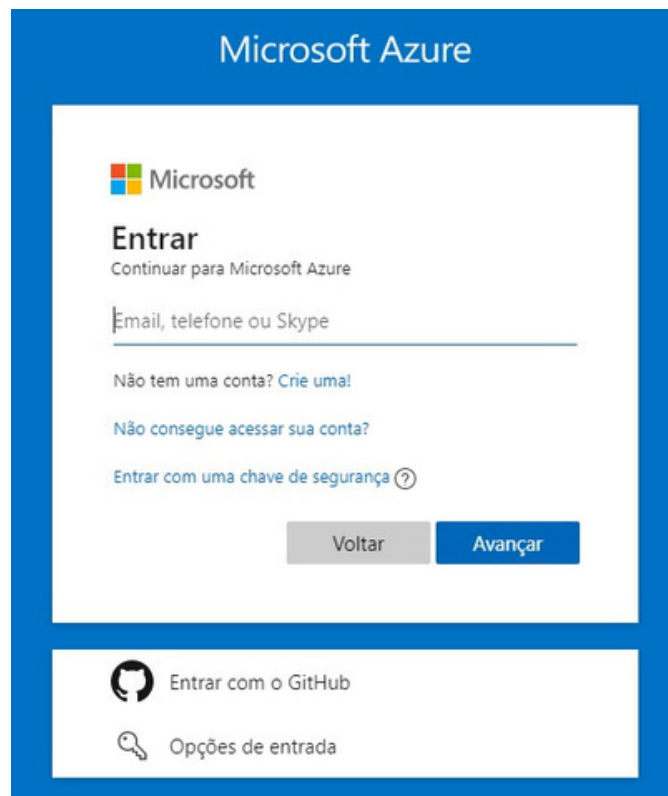 Microsoft Azure
Microsoft
Entrar
Continuar para Microsoft Azure
Email, telefone ou Skype
Não tem uma conta? Crie uma!
Não consegue acessar sua conta?
Entrar com uma chave de segurança ?
Voltar Avançar
Entrar com o GitHub
Opções de entrada